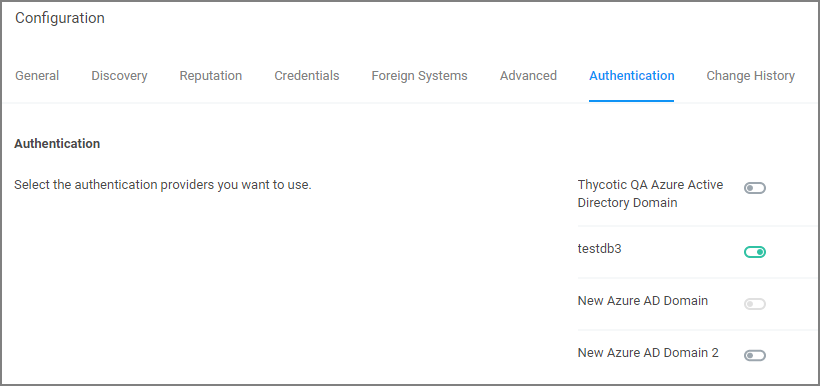 Configuration
General Discovery Reputation Credentials Foreign Systems Advanced Authentication Change History
Authentication
Select the authentication providers you want to use.
Thycotic QA Azure Active
Directory Domain
testdb3
New Azure AD Domain
New Azure AD Domain 2